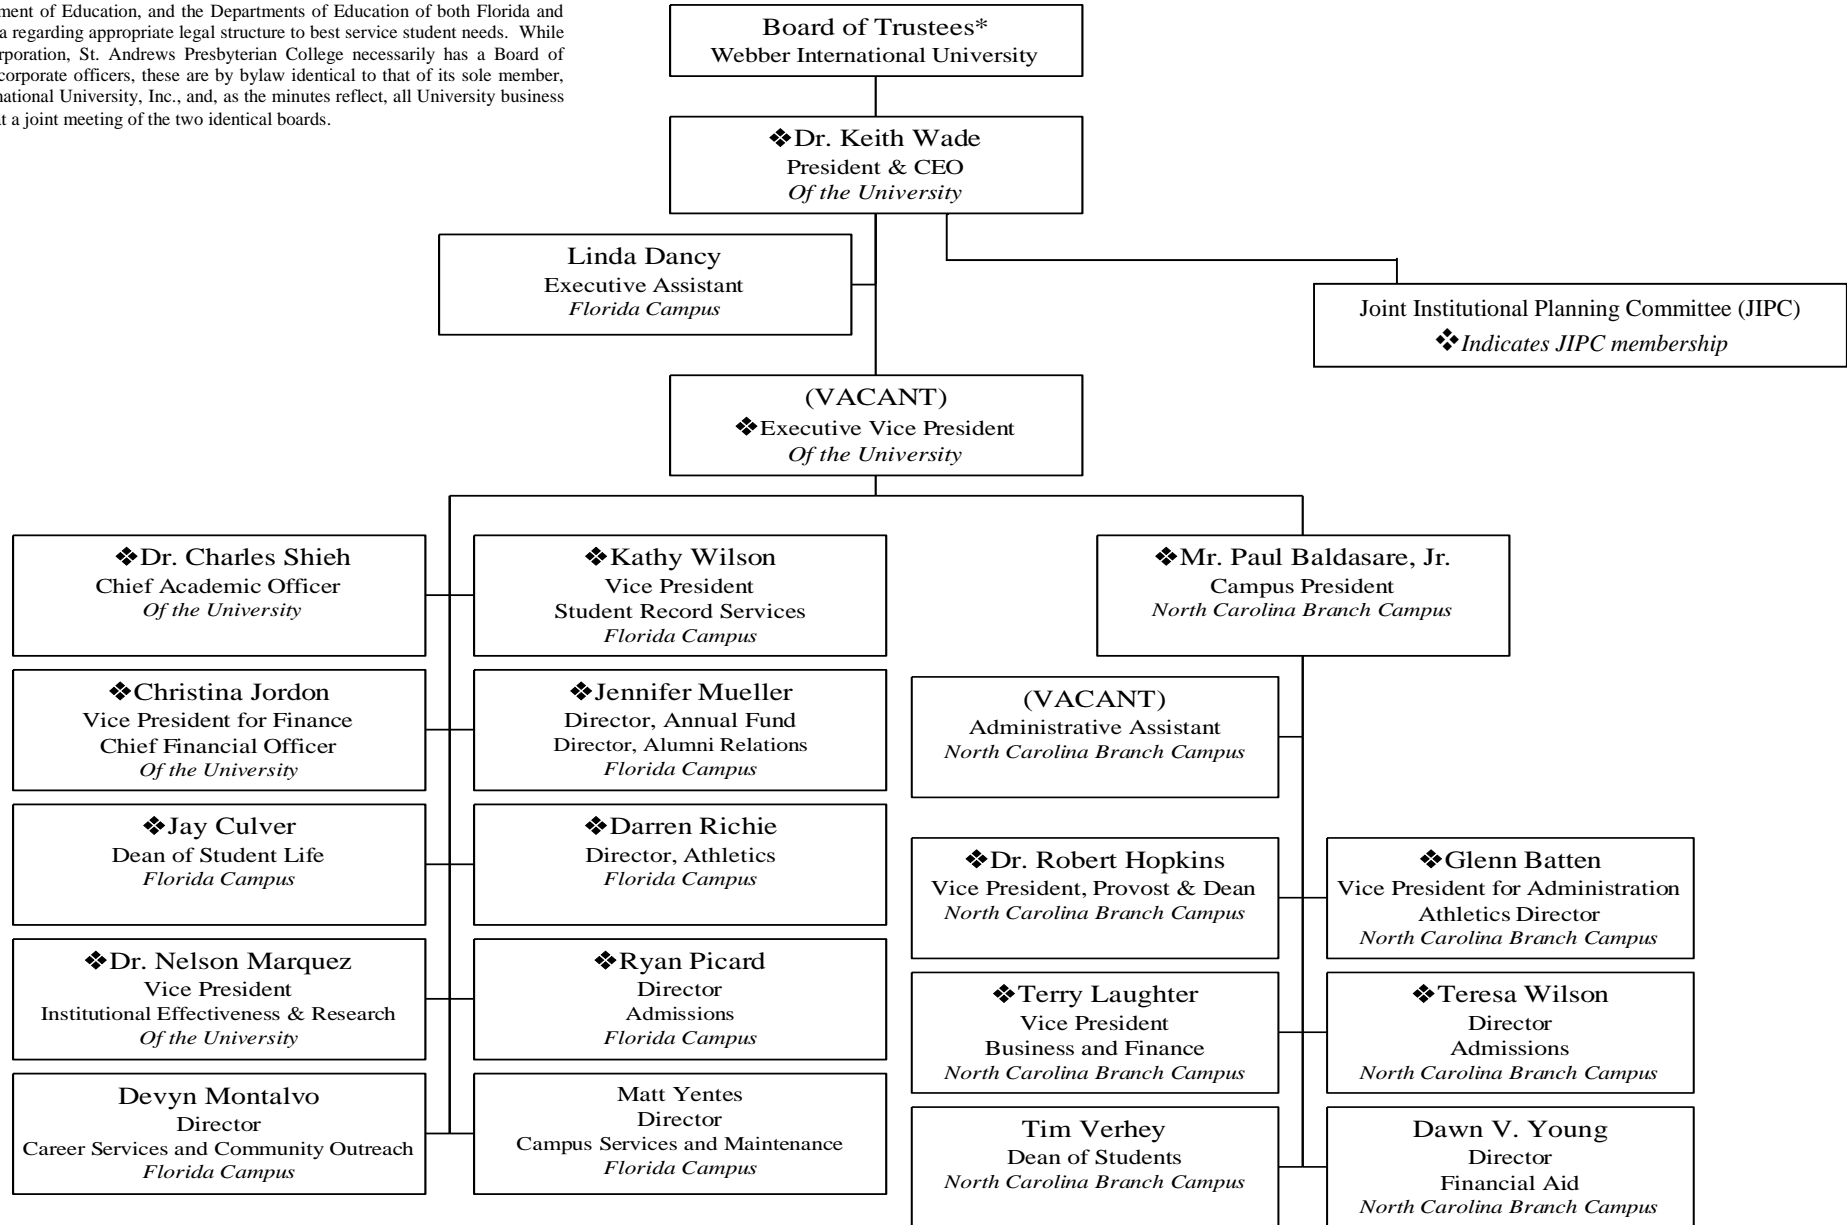 ment of Education, and the Departments of Education of both Florida and
a regarding appropriate legal structure to best service student needs. While
rporation, St. Andrews Presbyterian College necessarily has a Board of
corporate officers, these are by bylaw identical to that of its sole member,
national University, Inc., and, as the minutes reflect, all University business
at a joint meeting of the two identical boards.
Board of Trustees*
Webber International University
❖Dr. Keith Wade
President & CEO
Of the University
Linda Dancy
Executive Assistant
Florida Campus
Joint Institutional Planning Committee (JIPC)
❖Indicates JIPC membership
(VACANT)
❖Executive Vice President
Of the University
❖Dr. Charles Shieh
Chief Academic Officer
Of the University
❖Kathy Wilson
Vice President
Student Record Services
Florida Campus
❖Mr. Paul Baldasare, Jr.
Campus President
North Carolina Branch Campus
❖Christina Jordon
Vice President for Finance
Chief Financial Officer
Of the University
❖Jennifer Mueller
Director, Annual Fund
Director, Alumni Relations
Florida Campus
(VACANT)
Administrative Assistant
North Carolina Branch Campus
❖Jay Culver
Dean of Student Life
Florida Campus
❖Darren Richie
Director, Athletics
Florida Campus
❖Dr. Robert Hopkins
Vice President, Provost & Dean
North Carolina Branch Campus
❖Glenn Batten
Vice President for Administration
Athletics Director
North Carolina Branch Campus
❖Dr. Nelson Marquez
Vice President
Institutional Effectiveness & Research
Of the University
❖Ryan Picard
Director
Admissions
Florida Campus
❖Terry Laughter
Vice President
Business and Finance
North Carolina Branch Campus
❖Teresa Wilson
Director
Admissions
North Carolina Branch Campus
Devyn Montalvo
Director
Career Services and Community Outreach
Florida Campus
Matt Yentes
Director
Campus Services and Maintenance
Florida Campus
Tim Verhey
Dean of Students
North Carolina Branch Campus
Dawn V. Young
Director
Financial Aid
North Carolina Branch Campus